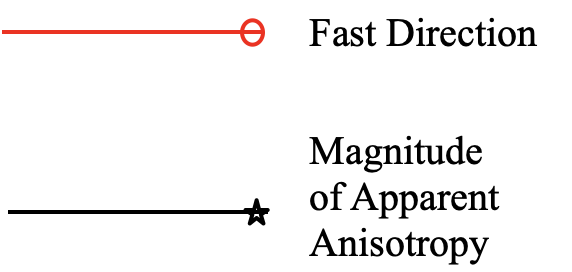 Fast Direction
Magnitude
of Apparent
Anisotropy